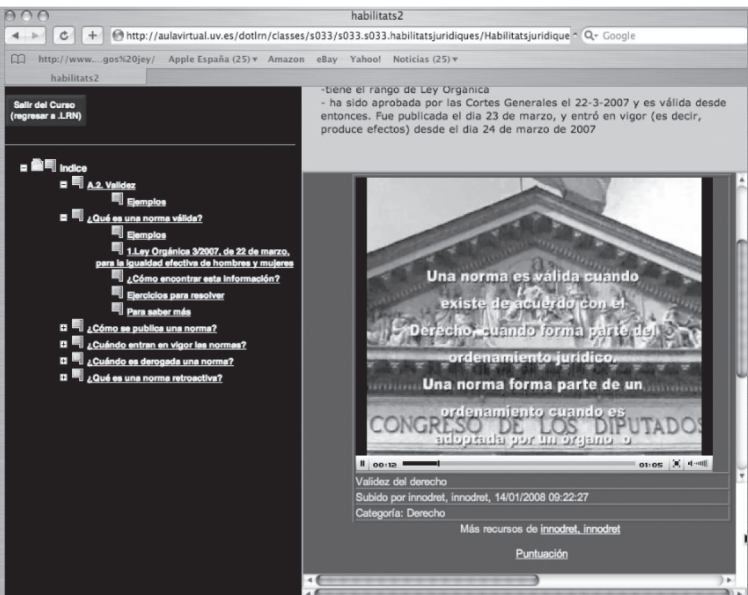 habilitats2
http://aulavirtual.uv.es/dotlrn/classes/s033/s033.s033.habilitatsjuridiques/Habilitatsjuridique
Google
http://www....gos%20jey/ Apple España (25) Amazon eBay Yahoo! Noticias (25)
habilitats2
Salir del Curso
(regresar a .LRN)
Indice
A.2. Validez
Ejemplos
¿Qué es una norma válida?
Ejemplos
1.Ley Orgánica 3/2007, de 22 de marzo,
para la igualdad efectiva de hombres y mujeres
¿Cómo encontrar esta información?
Ejercicios para resolver
Para saber más
¿Cómo se publica una norma?
¿Cuándo entran en vigor las normas?
¿Cuándo es derogada una norma?
¿Qué es una norma retroactiva?
-tiene el rango de Ley Orgánica
- ha sido aprobada por las Cortes Generales el 22-3-2007 y es válida desde
entonces. Fue publicada el dia 23 de marzo, y entró en vigor (es decir,
produce efectos) desde el dia 24 de marzo de 2007
Una norma es válida cuando
existe de acuerdo con el
Derecho, cuando forma parte del
ordenamiento jurídico.
Una norma forma parte de un
ordenamiento cuando es
CONGRESO DE LOS DIPUTADOS
adoptada por un órgano o
00:12 01:05
Validez del derecho
Subido por innodret, innodret, 14/01/2008 09:22:27
Categoría: Derecho
Más recursos de innodret, innodret
Puntuación